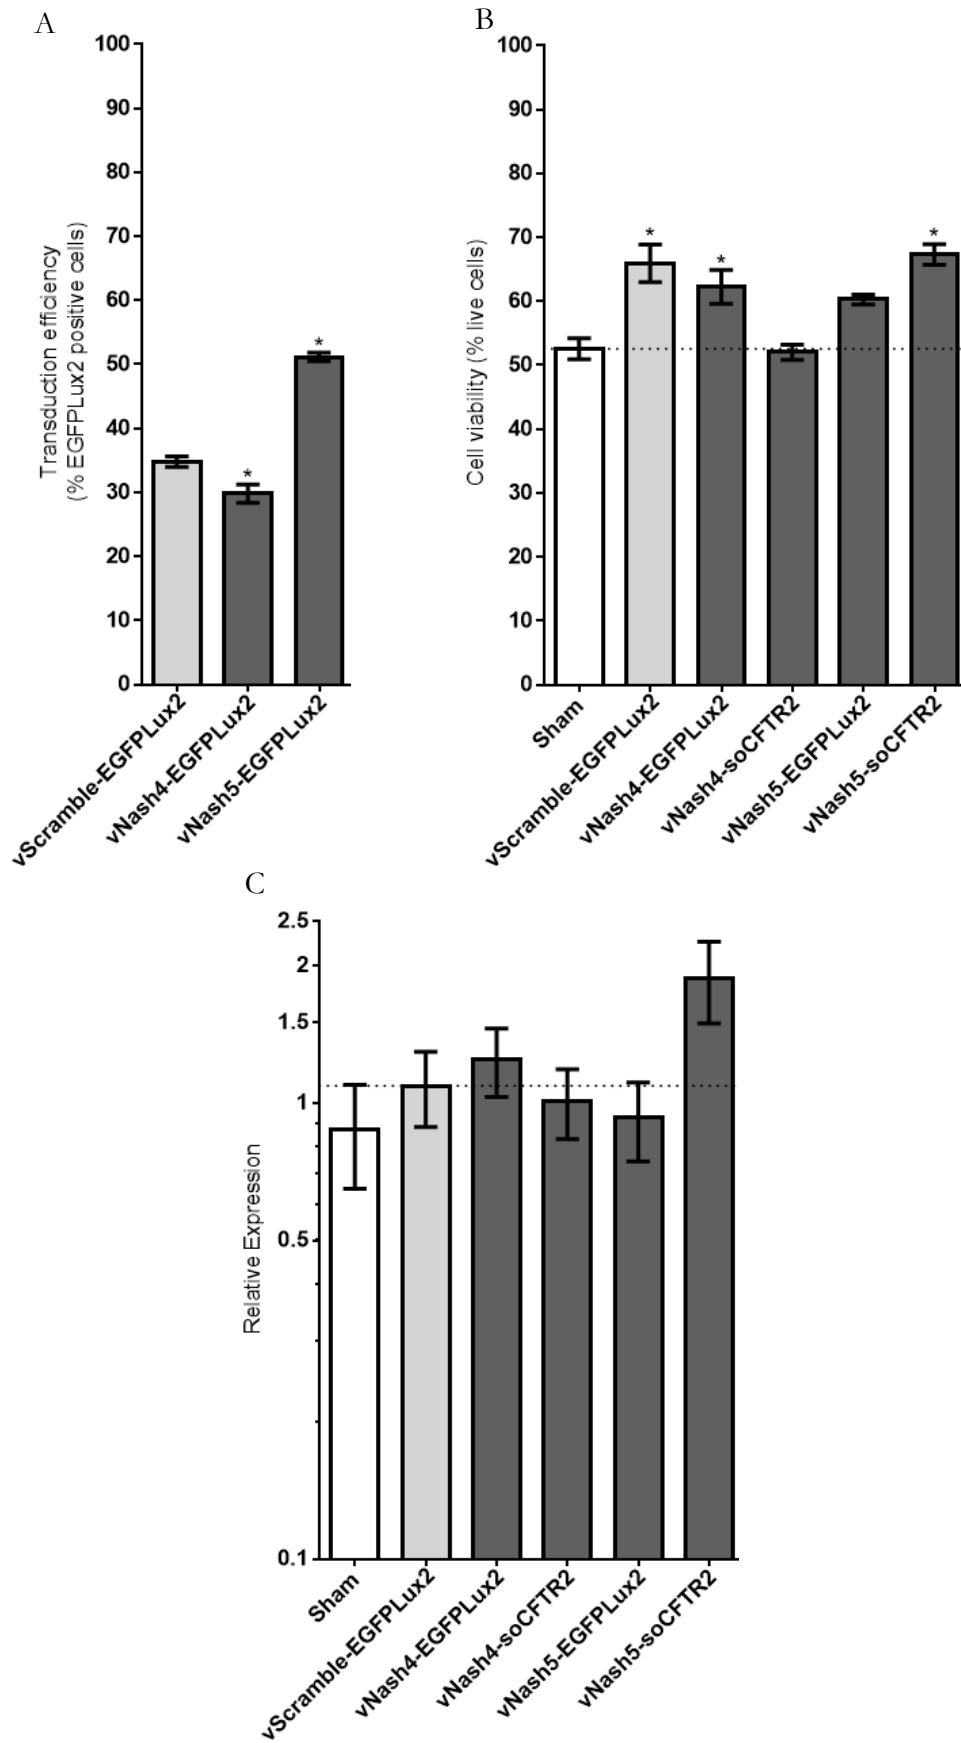 A
100
90
80
70
60
50
40
30
20
10
0
Transduction efficiency
(% EGFPLux2 positive cells)
*
*
vScramble-EGFPLux2
vNash4-EGFPLux2
vNash5-EGFPLux2
B
100
90
80
70
60
50
40
30
20
10
0
Cell viability (% live cells)
*
*
*
Sham
vScramble-EGFPLux2
vNash4-EGFPLux2
vNash4-soCFTR2
vNash5-EGFPLux2
vNash5-soCFTR2
C
2.5
2
1.5
1
0.5
0.1
Relative Expression
Sham
vScramble-EGFPLux2
vNash4-EGFPLux2
vNash4-soCFTR2
vNash5-EGFPLux2
vNash5-soCFTR2